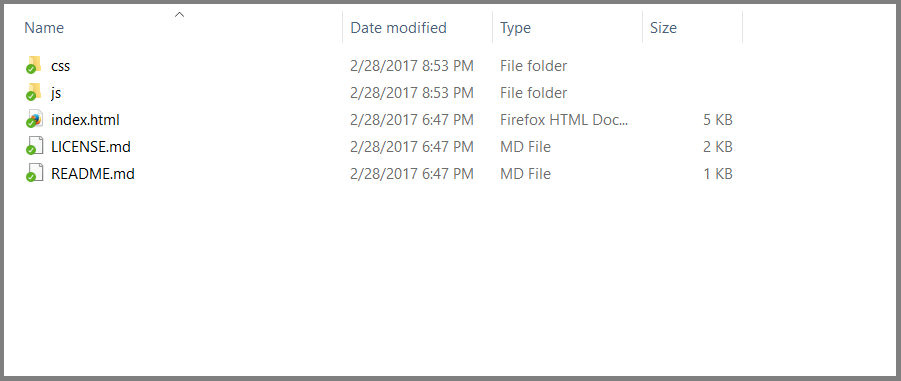 Name Date modified Type Size
css 2/28/2017 8:53 PM File folder
js 2/28/2017 8:53 PM File folder
index.html 2/28/2017 6:47 PM Firefox HTML Doc... 5 KB
LICENSE.md 2/28/2017 6:47 PM MD File 2 KB
README.md 2/28/2017 6:47 PM MD File 1 KB